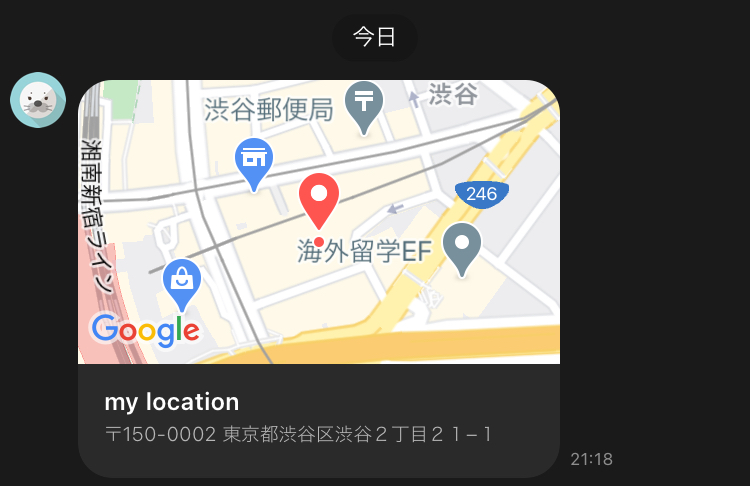 今日
渋谷郵便局
渋谷
湘南新宿ライン
246
海外留学EF
Google
my location
〒150-0002 東京都渋谷区渋谷２丁目２１−１
21:18